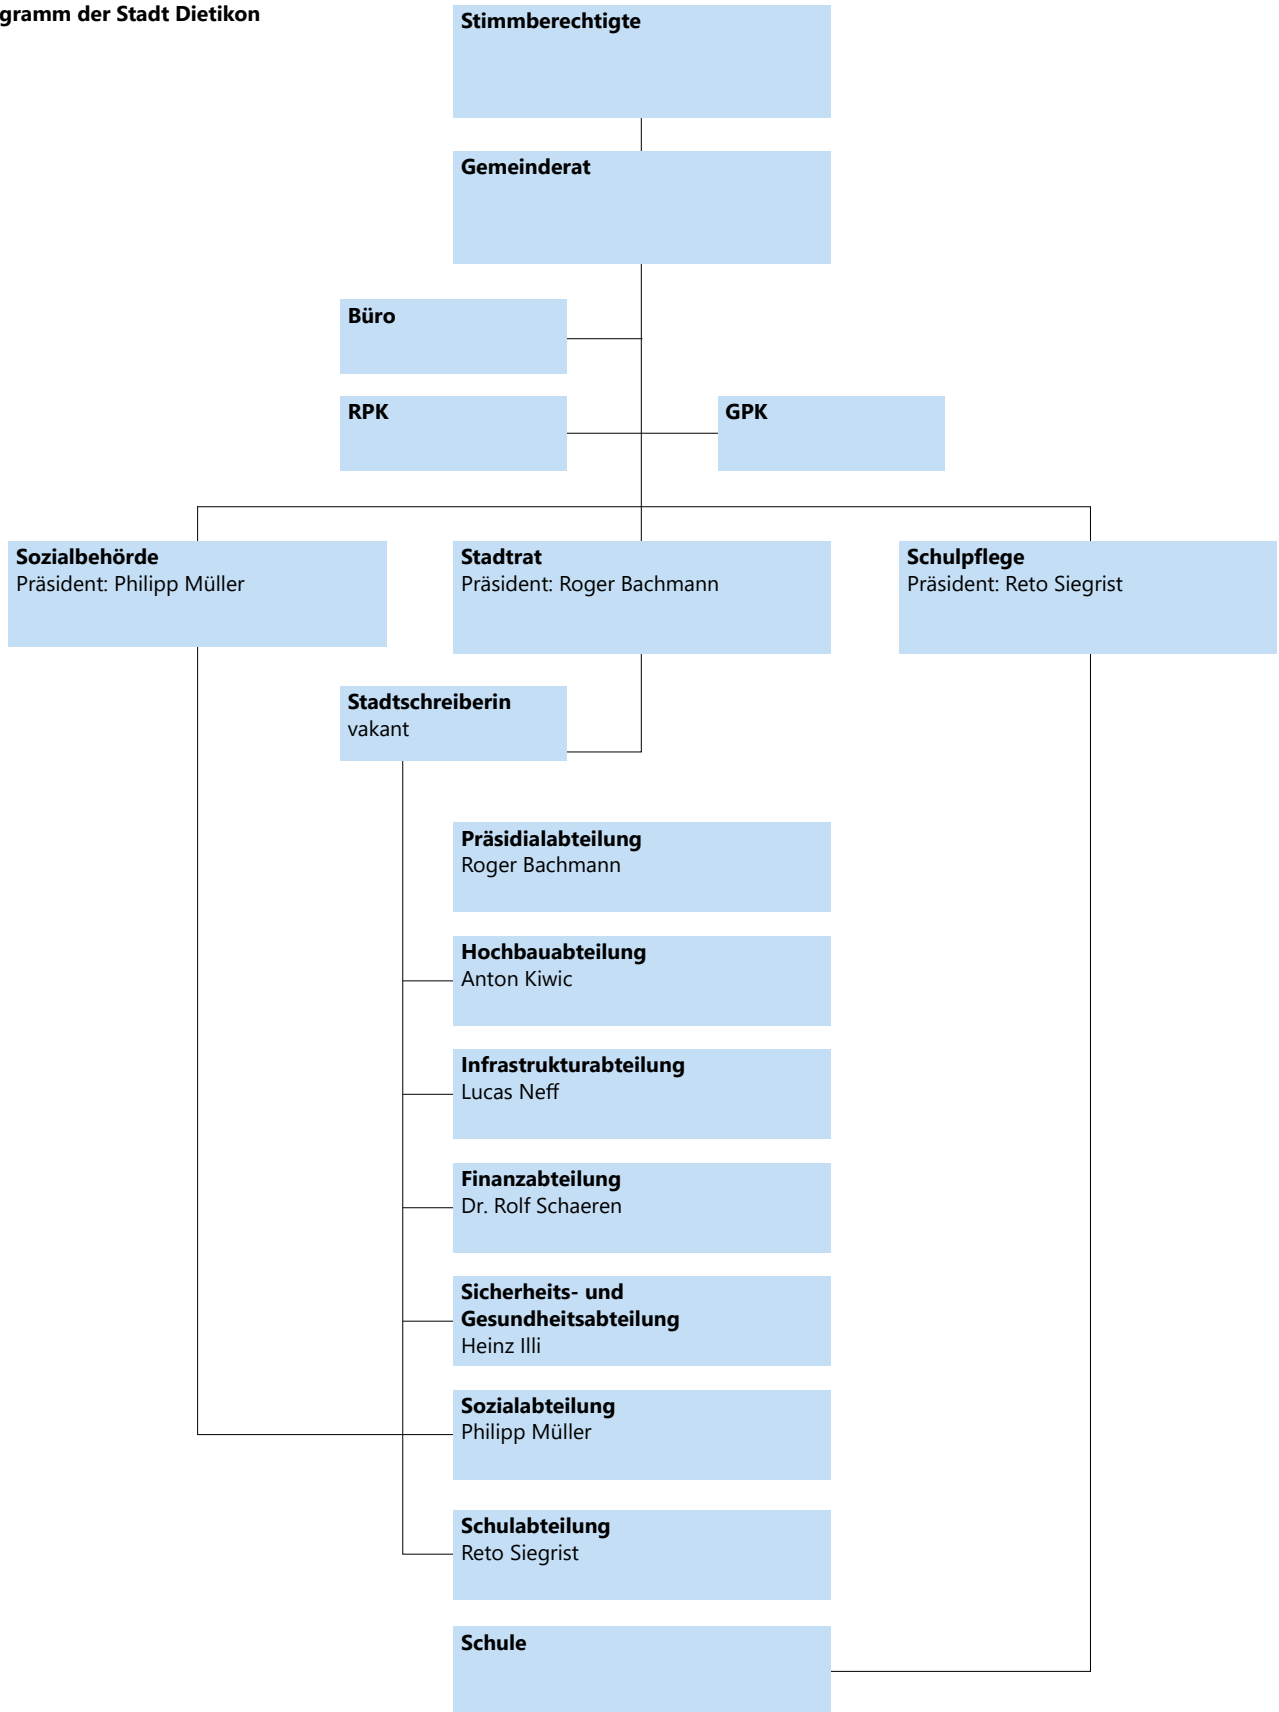 gramm der Stadt Dietikon
Stimmberechtigte
Gemeinderat
Büro
RPK
GPK
Sozialbehörde
Präsident: Philipp Müller
Stadtrat
Präsident: Roger Bachmann
Schulpflege
Präsident: Reto Siegrist
Stadtschreiberin
vakant
Präsidialabteilung
Roger Bachmann
Hochbauabteilung
Anton Kiwic
Infrastrukturabteilung
Lucas Neff
Finanzabteilung
Dr. Rolf Schaeren
Sicherheits- und
Gesundheitsabteilung
Heinz Illi
Sozialabteilung
Philipp Müller
Schulabteilung
Reto Siegrist
Schule